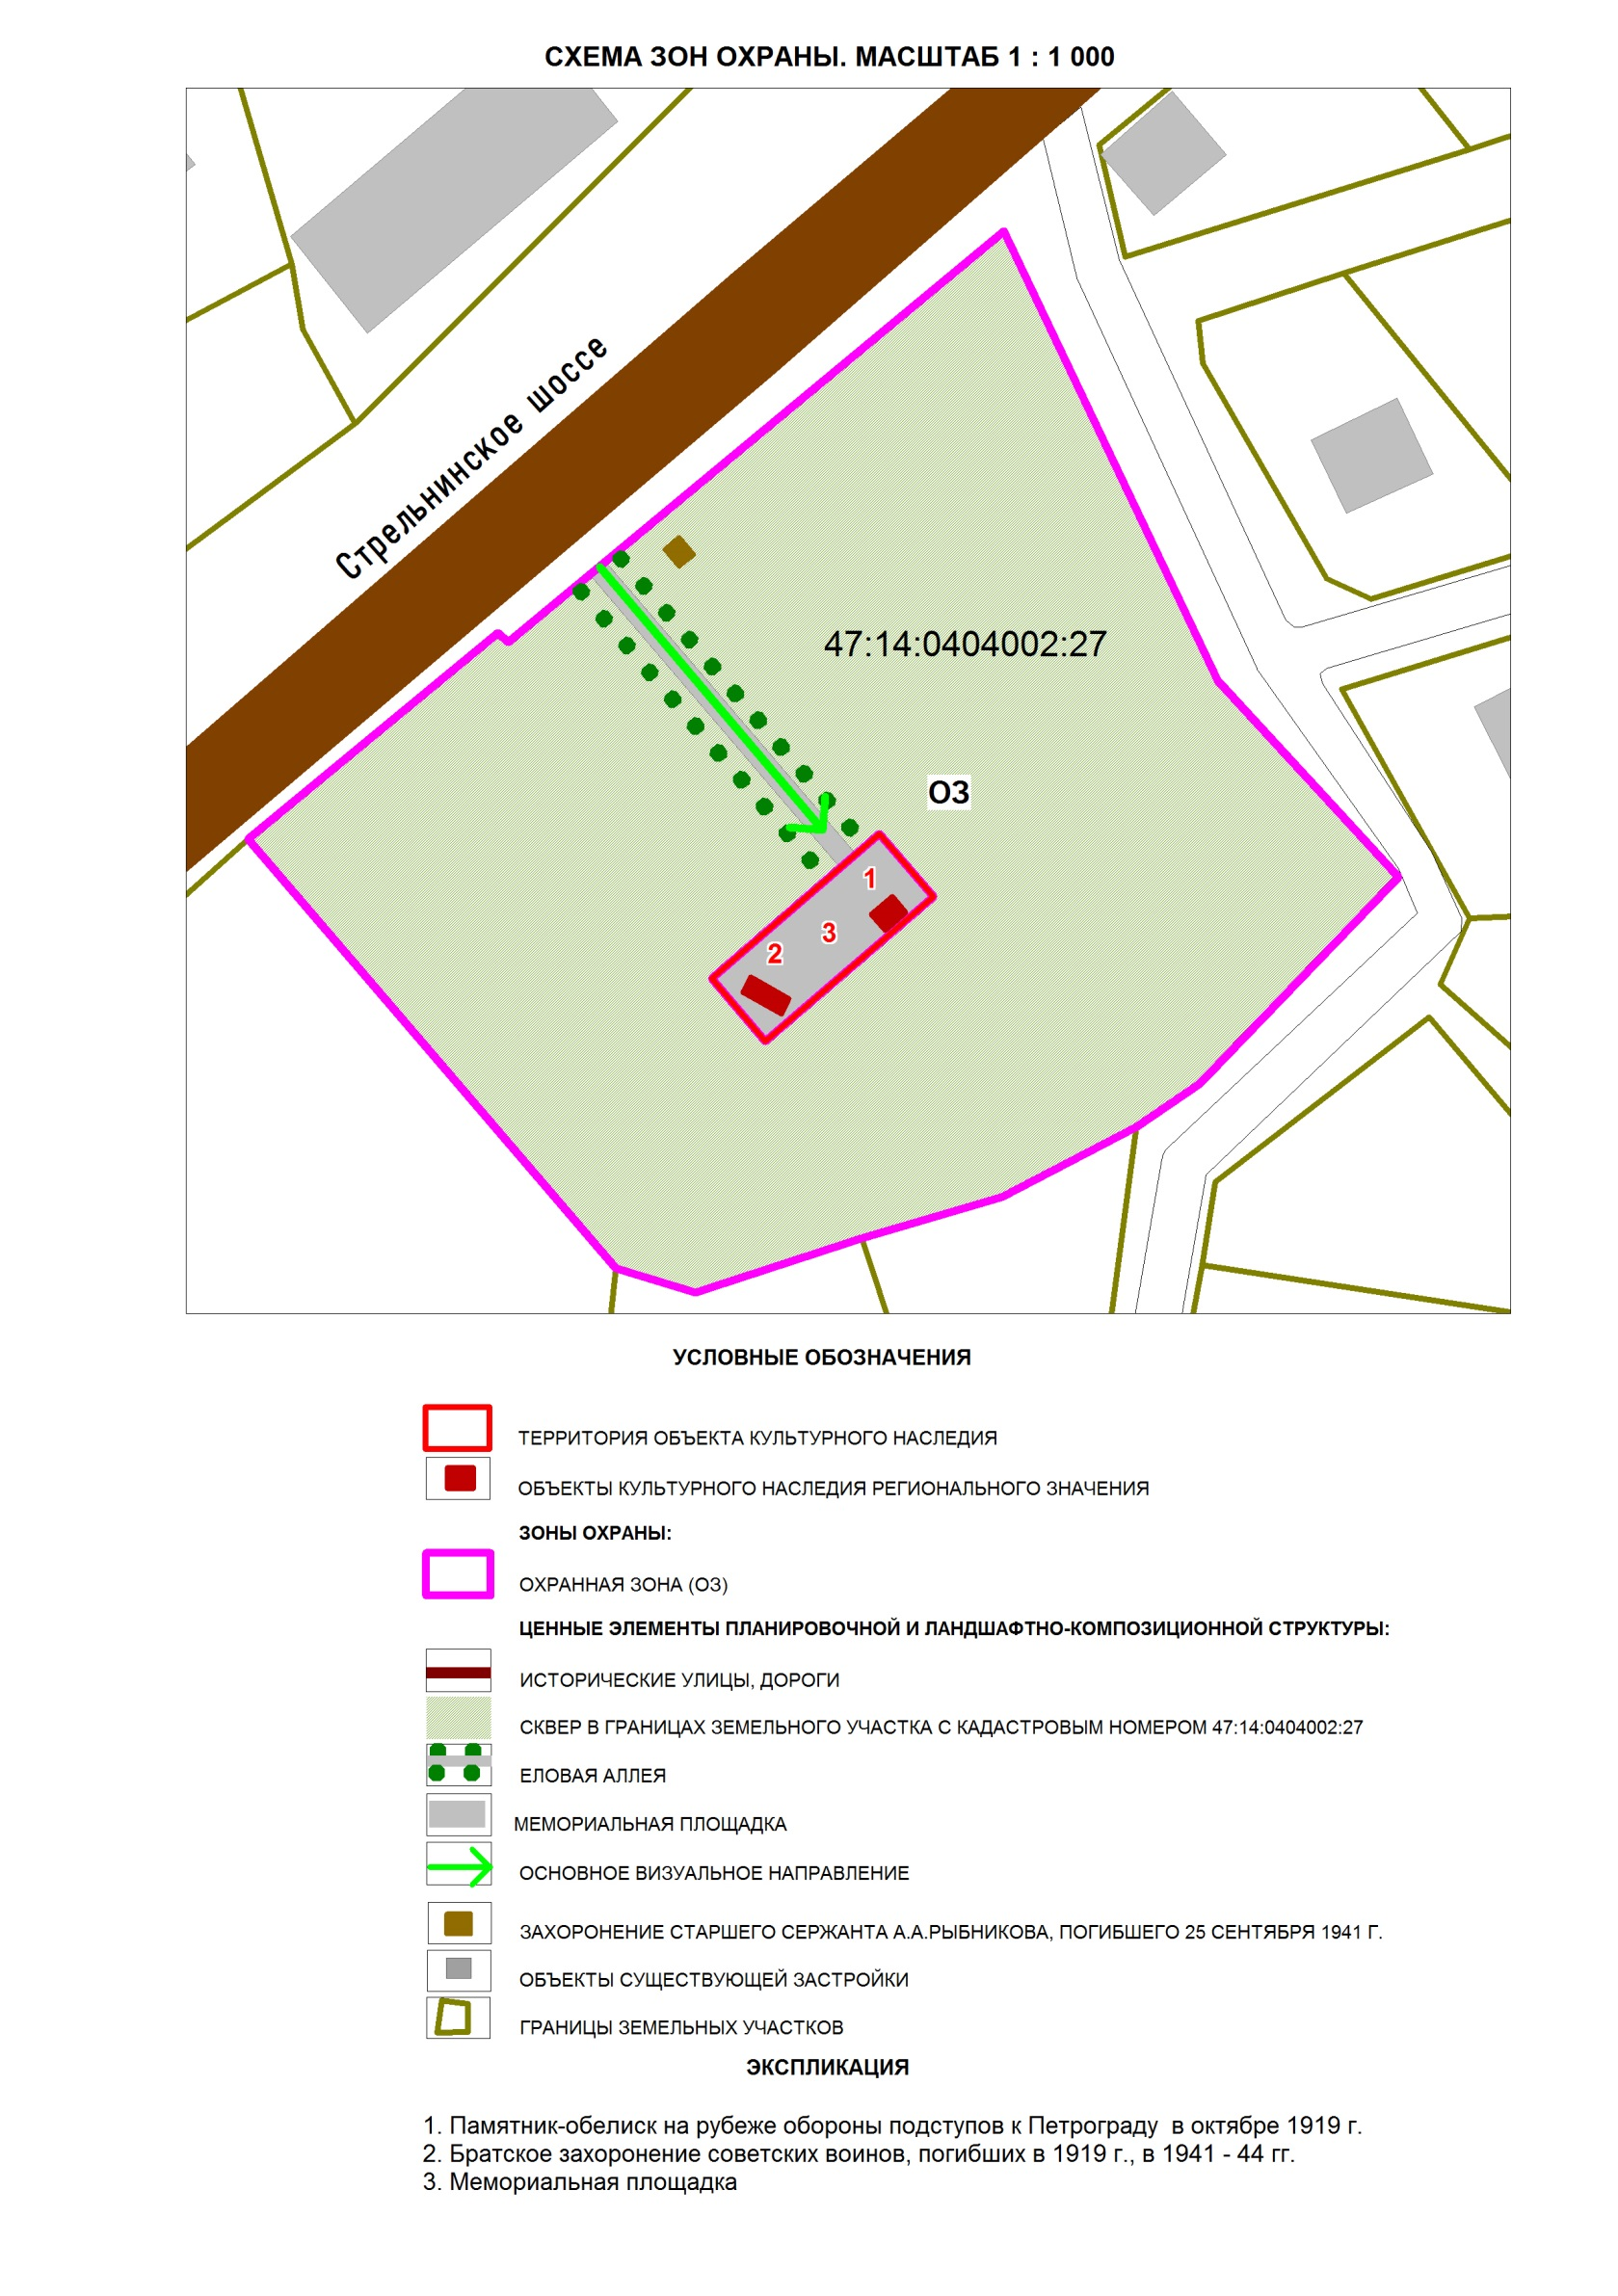 СХЕМА ЗОН ОХРАНЫ. МАСШТАБ 1 : 1 000
Стрельнинское шоссе
47:14:0404002:27
ОЗ
1
3
2
УСЛОВНЫЕ ОБОЗНАЧЕНИЯ
ТЕРРИТОРИЯ ОБЪЕКТА КУЛЬТУРНОГО НАСЛЕДИЯ
ОБЪЕКТЫ КУЛЬТУРНОГО НАСЛЕДИЯ РЕГИОНАЛЬНОГО ЗНАЧЕНИЯ
ЗОНЫ ОХРАНЫ:
ОХРАННАЯ ЗОНА (ОЗ)
ЦЕННЫЕ ЭЛЕМЕНТЫ ПЛАНИРОВОЧНОЙ И ЛАНДШАФТНО-КОМПОЗИЦИОННОЙ СТРУКТУРЫ:
ИСТОРИЧЕСКИЕ УЛИЦЫ, ДОРОГИ
СКВЕР В ГРАНИЦАХ ЗЕМЕЛЬНОГО УЧАСТКА С КАДАСТРОВЫМ НОМЕРОМ 47:14:0404002:27
ЕЛОВАЯ АЛЛЕЯ
МЕМОРИАЛЬНАЯ ПЛОЩАДКА
ОСНОВНОЕ ВИЗУАЛЬНОЕ НАПРАВЛЕНИЕ
ЗАХОРОНЕНИЕ СТАРШЕГО СЕРЖАНТА А.А.РЫБНИКОВА, ПОГИБШЕГО 25 СЕНТЯБРЯ 1941 Г.
ОБЪЕКТЫ СУЩЕСТВУЮЩЕЙ ЗАСТРОЙКИ
ГРАНИЦЫ ЗЕМЕЛЬНЫХ УЧАСТКОВ
ЭКСПЛИКАЦИЯ
1. Памятник-обелиск на рубеже обороны подступов к Петрограду в октябре 1919 г.
2. Братское захоронение советских воинов, погибших в 1919 г., в 1941 - 44 гг.
3. Мемориальная площадка